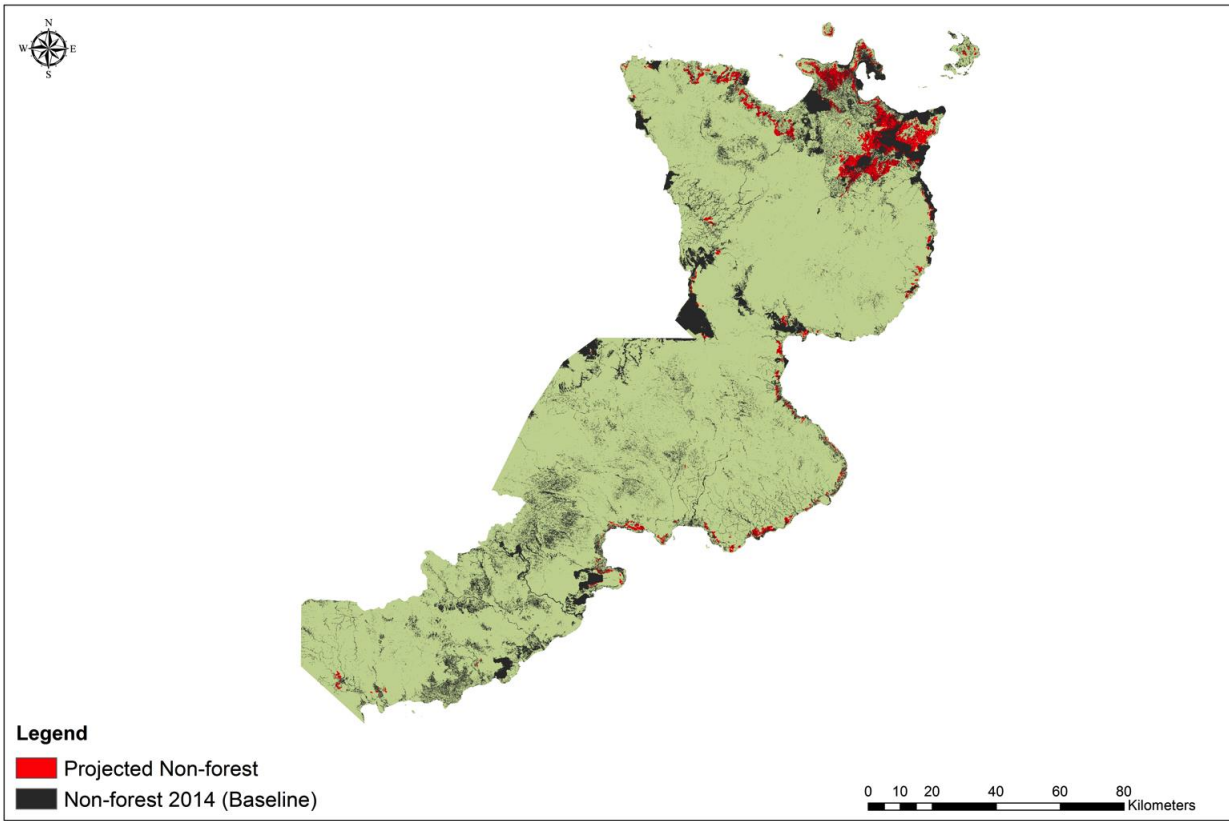 N
W E
S
Legend
Projected Non-forest
Non-forest 2014 (Baseline)
0 10 20 40 60 80
Kilometers